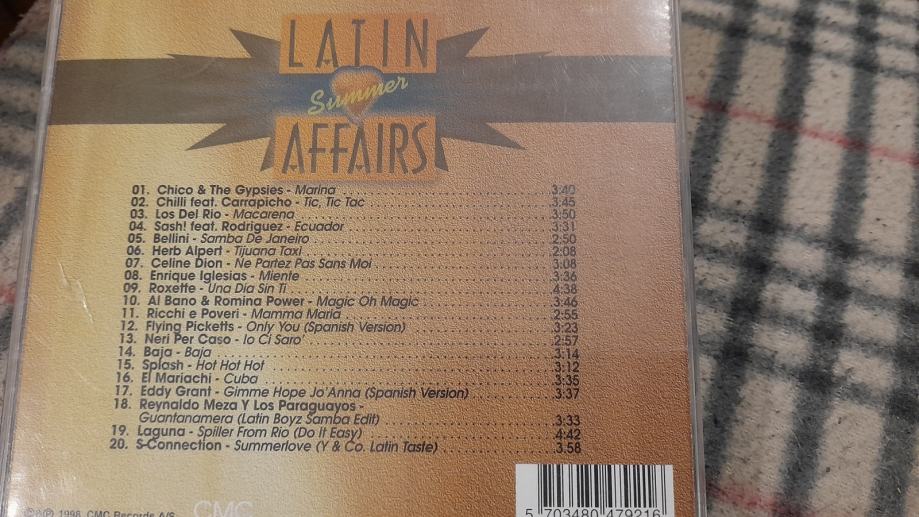 LATIN
Summer
AFFAIRS
01. Chico & The Gypsies - Marina 3:40
02. Chilli feat. Carrapicho - Tic, Tic Tac 3:45
03. Los Del Rio - Macarena 3:50
04. Sash! feat. Rodriguez - Ecuador 3:31
05. Bellini - Samba De Janeiro 2:50
06. Herb Alpert - Tijuana Taxi 2:08
07. Celine Dion - Ne Partez Pas Sans Moi 3:08
08. Enrique Iglesias - Miente 3:36
09. Roxette - Una Dia Sin Ti 4:38
10. Al Bano & Romina Power - Magic Oh Magic 3:46
11. Ricchi e Poveri - Mamma Maria 2:55
12. Flying Picketts - Only You (Spanish Version) 3:23
13. Neri Per Caso - Io Ci Saro 2:57
14. Baja - Baja 3:14
15. Splash - Hot Hot Hot 3:12
16. El Mariachi - Cuba 3:35
17. Eddy Grant - Gimme Hope Jo'Anna (Spanish Version) 3:37
18. Reynaldo Meza Y Los Paraguayos -
Guantanamera (Latin Boyz Samba Edit) 3:33
19. Laguna - Spiller From Rio (Do It Easy) 4:42
20. S-Connection - Summerlove (Y & Co. Latin Taste) 3.58
©&℗ 1998 CMC Records A/S
CMC
5 703480 479216